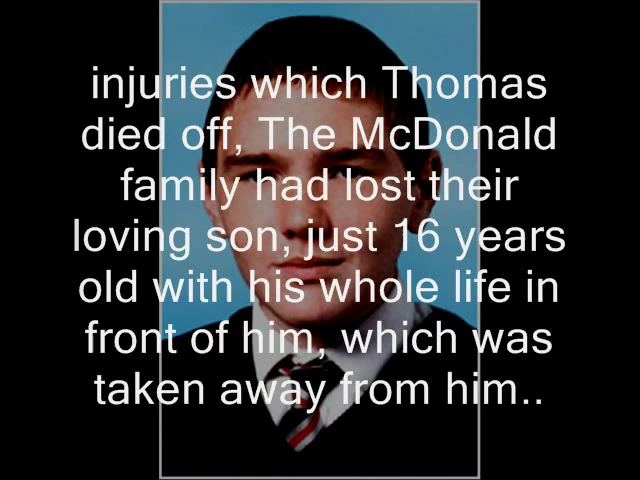 injuries which Thomas
died off, The McDonald
family had lost their
loving son, just 16 years
old with his whole life in
front of him, which was
taken away from him..